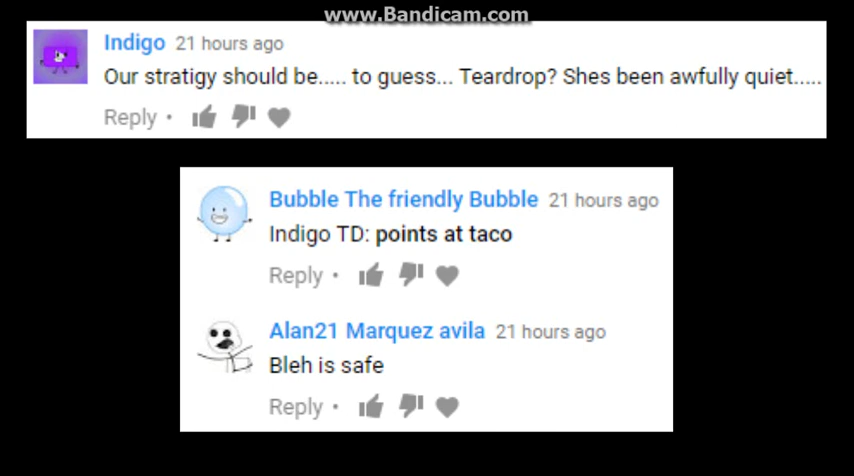 www.Bandicam.com
Indigo 21 hours ago
Our stratigy should be..... to guess... Teardrop? Shes been awfully quiet.....
Reply •
Bubble The friendly Bubble 21 hours ago
Indigo TD: points at taco
Reply •
Alan21 Marquez avila 21 hours ago
Bleh is safe
Reply •